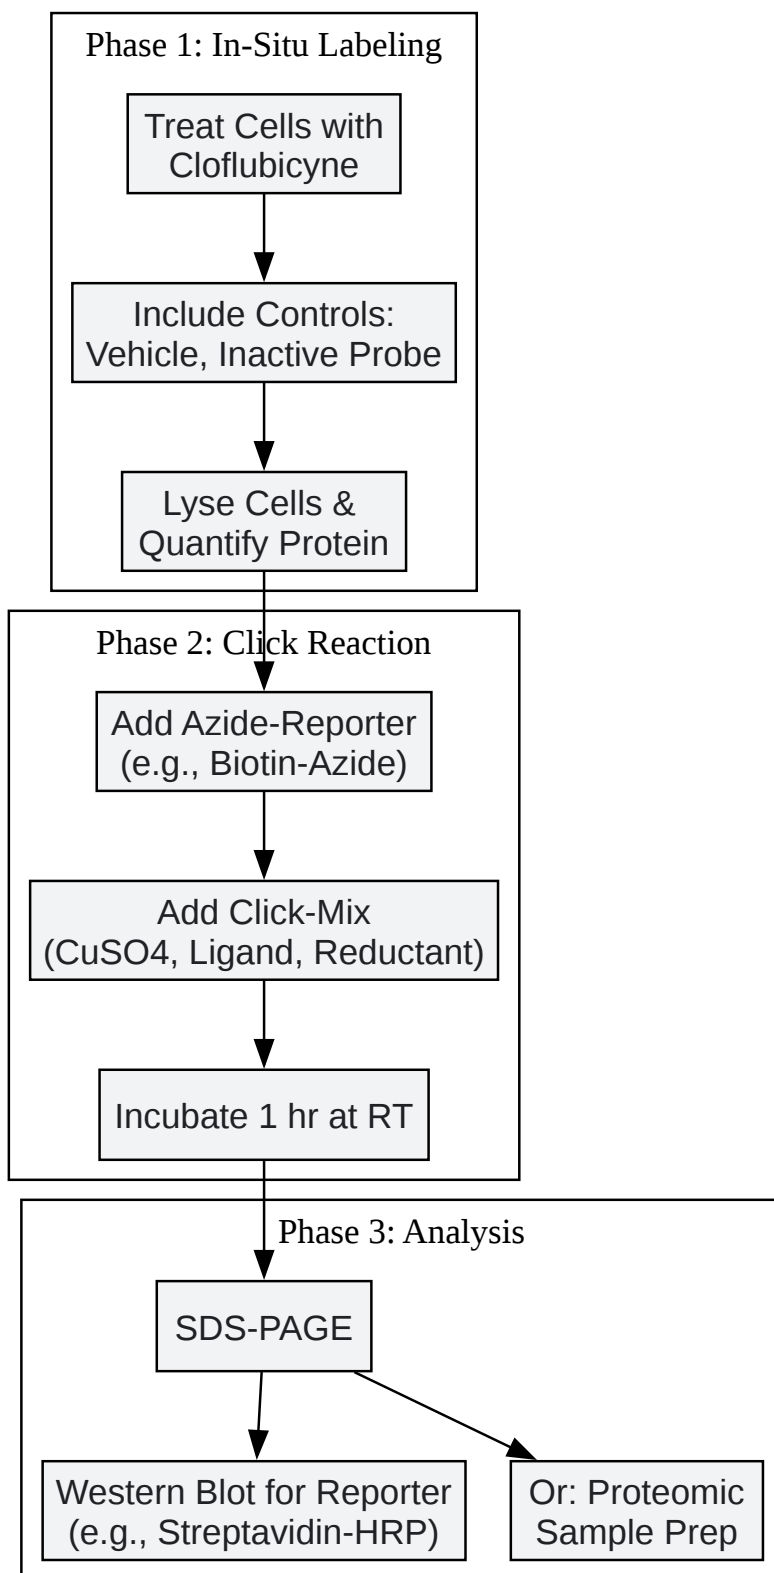 Phase 1: In-Situ Labeling
Treat Cells with
Cloflubicyne
Include Controls:
Vehicle, Inactive Probe
Lyse Cells &
Quantify Protein
Phase 2: Click Reaction
Add Azide-Reporter
(e.g., Biotin-Azide)
Add Click-Mix
(CuSO4, Ligand, Reductant)
Incubate 1 hr at RT
Phase 3: Analysis
SDS-PAGE
Western Blot for Reporter
(e.g., Streptavidin-HRP)
Or: Proteomic
Sample Prep